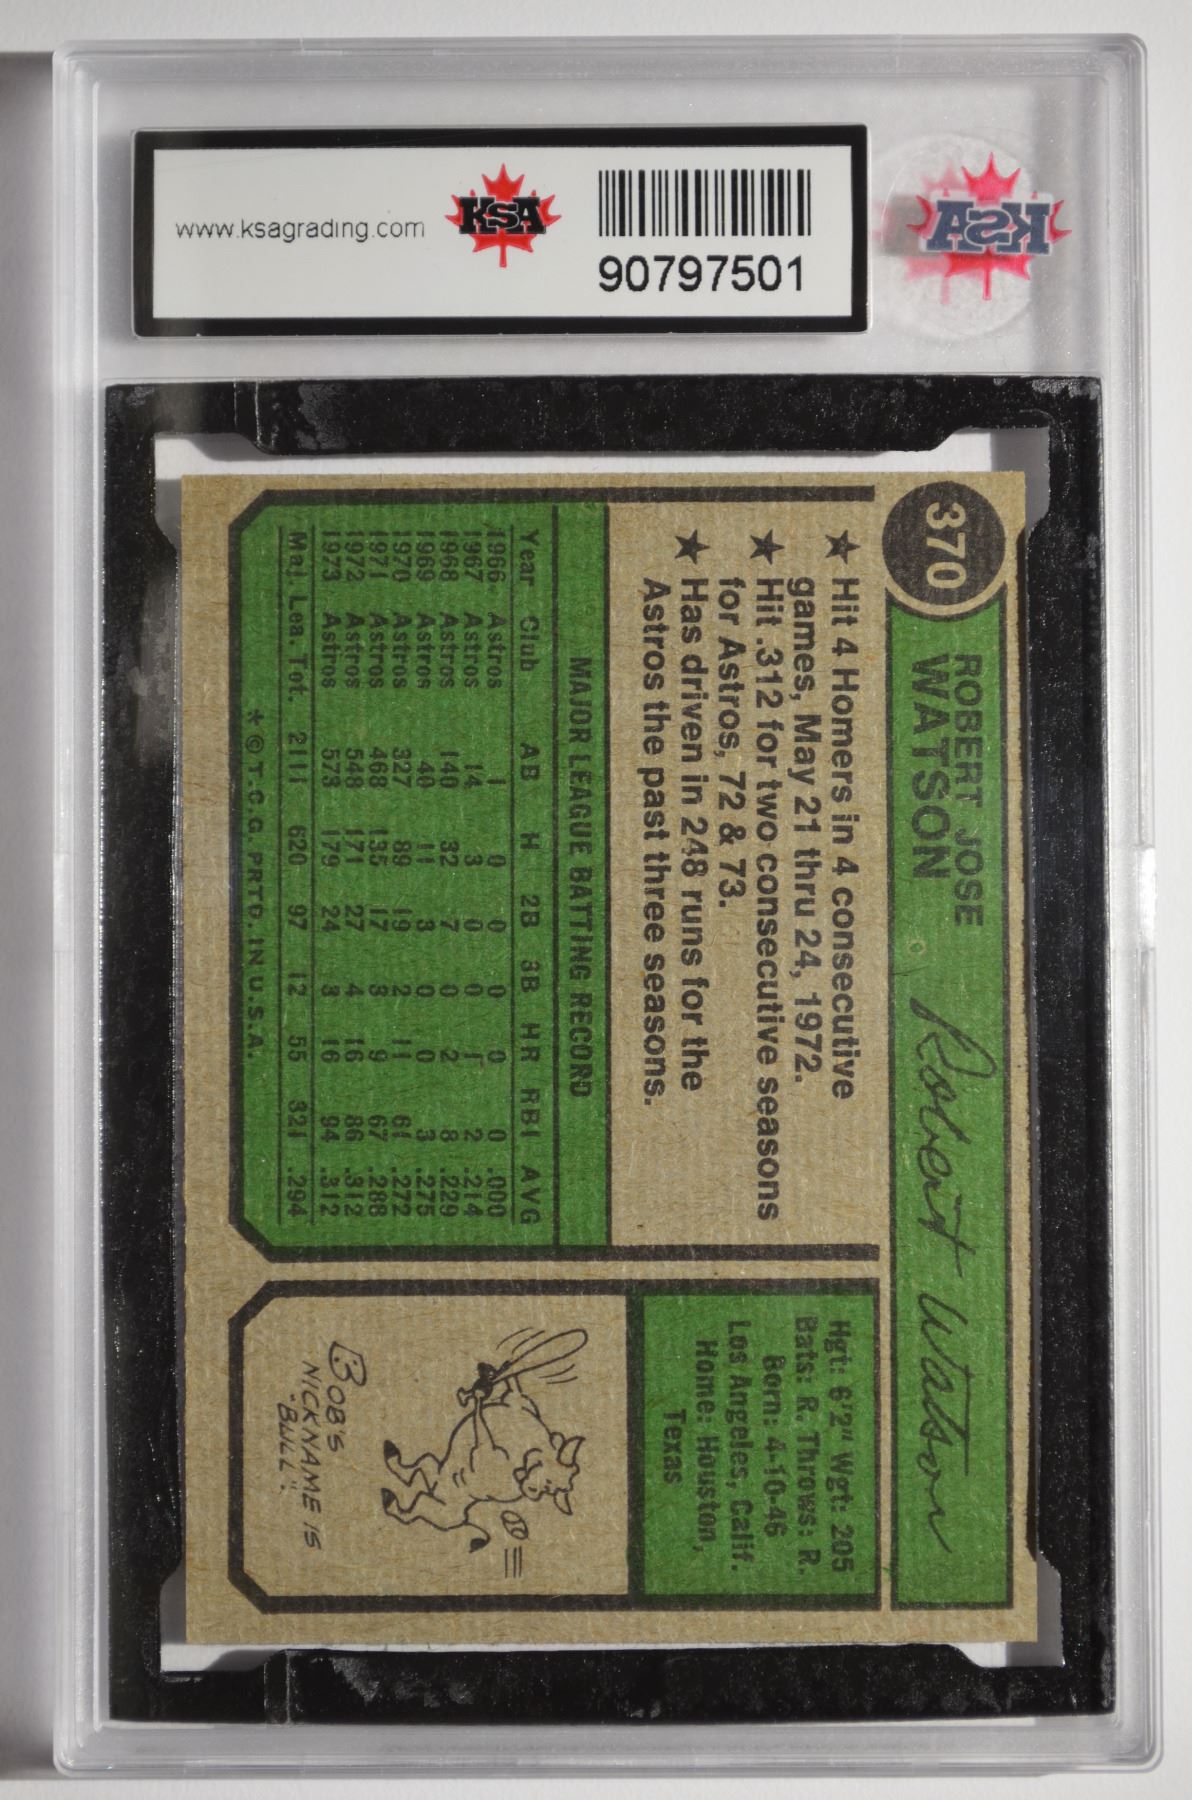 www.ksagrading.com
KSA
90797501
KSA
370
ROBERT JOSE
WATSON
Robert Watson
★ Hit 4 Homers in 4 consecutive
games, May 21 thru 24, 1972.
★ Hit .312 for two consecutive seasons
for Astros, 72 & 73.
★ Has driven in 248 runs for the
Astros the past three seasons.
MAJOR LEAGUE BATTING RECORD
Year Club AB H 2B 3B HR RBI AVG
1966 Astros 1 0 0 0 0 0 .000
1967 Astros 14 3 0 0 1 2 .214
1968 Astros 140 32 7 0 2 8 .229
1969 Astros 40 11 3 0 0 3 .275
1970 Astros 327 89 19 2 11 61 .272
1971 Astros 468 135 17 3 9 67 .288
1972 Astros 548 171 27 4 16 86 .312
1973 Astros 573 179 24 3 16 94 .312
Maj. Lea. Tot. 2111 620 97 12 55 321 .294
* © T.C.G. PRTD. IN U.S.A.
Hgt: 6'2" Wgt: 205
Bats: R. Throws: R.
Born: 4-10-46
Los Angeles, Calif.
Home: Houston,
Texas
BOB'S
NICKNAME IS
"BULL".